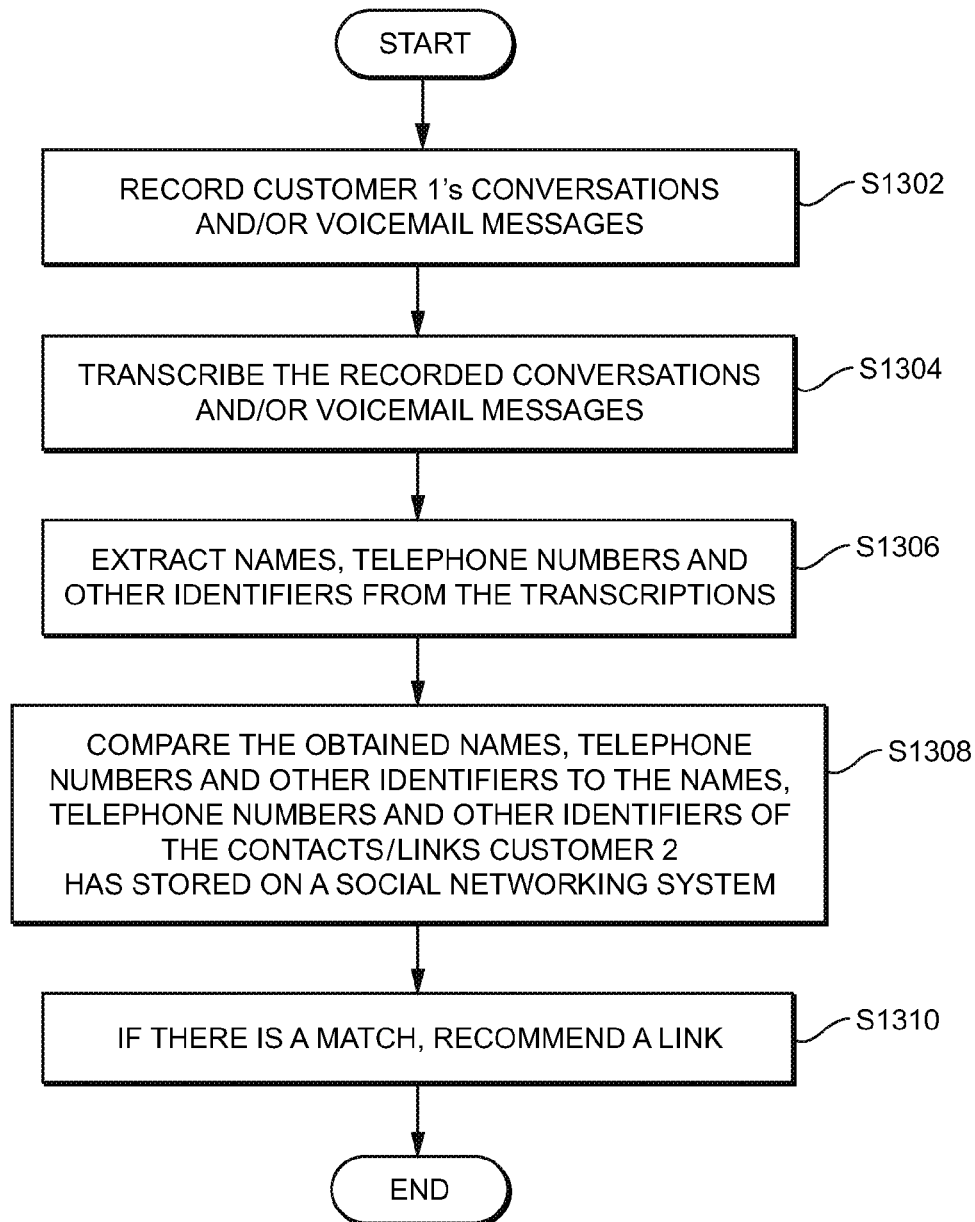 START
RECORD CUSTOMER 1's CONVERSATIONS
AND/OR VOICEMAIL MESSAGES
S1302
TRANSCRIBE THE RECORDED CONVERSATIONS
AND/OR VOICEMAIL MESSAGES
S1304
EXTRACT NAMES, TELEPHONE NUMBERS AND
OTHER IDENTIFIERS FROM THE TRANSCRIPTIONS
S1306
COMPARE THE OBTAINED NAMES, TELEPHONE
NUMBERS AND OTHER IDENTIFIERS TO THE NAMES,
TELEPHONE NUMBERS AND OTHER IDENTIFIERS OF
THE CONTACTS/LINKS CUSTOMER 2
HAS STORED ON A SOCIAL NETWORKING SYSTEM
S1308
IF THERE IS A MATCH, RECOMMEND A LINK
S1310
END